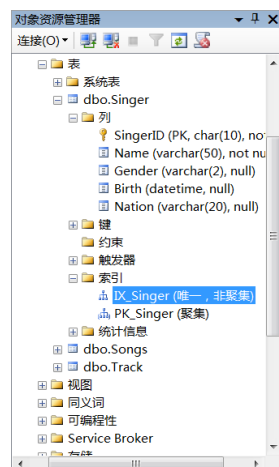 对象资源管理器
连接(O)
表
系统表
dbo.Singer
列
SingerID (PK, char(10), no
Name (varchar(50), not nu
Gender (varchar(2), null)
Birth (datetime, null)
Nation (varchar(20), null)
键
约束
触发器
索引
IX_Singer (唯一，非聚集)
PK_Singer (聚集)
统计信息
dbo.Songs
dbo.Track
视图
同义词
可编程性
Service Broker
存储